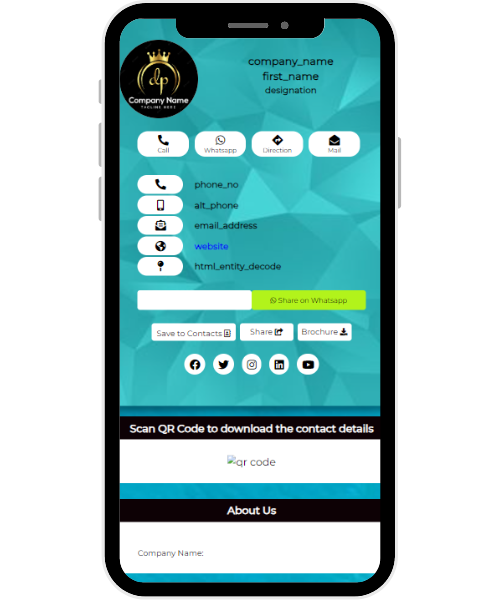 dp
Company Name
TAGLINE HERE
company_name
first_name
designation
Call
Whatsapp
Direction
Mail
phone_no
alt_phone
email_address
website
html_entity_decode
Share on Whatsapp
Save to Contacts
Share
Brochure
Scan QR Code to download the contact details
qr code
About Us
Company Name: